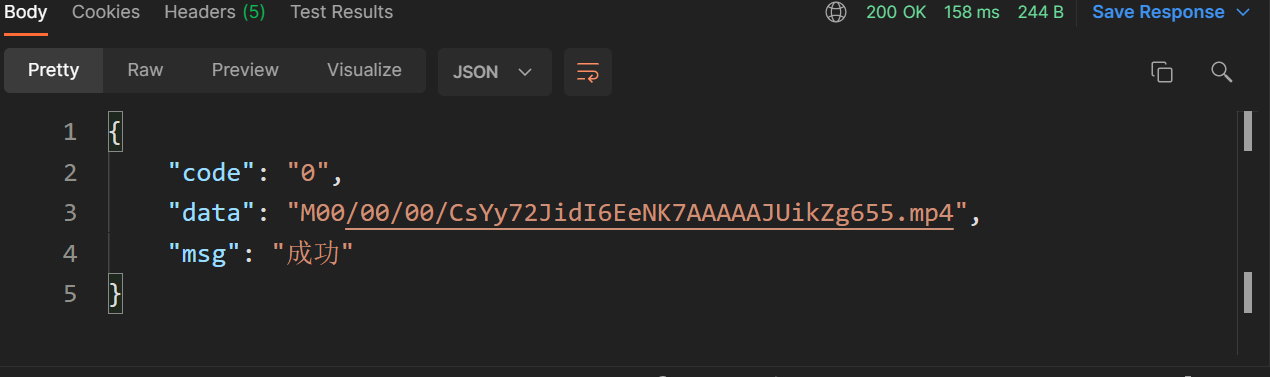 Body Cookies Headers (5) Test Results 200 OK 158 ms 244 B Save Response
Pretty Raw Preview Visualize JSON
1 {
2 "code": "0",
3 "data": "M00/00/00/CsYy72JidI6EeNK7AAAAAJUikZg655.mp4",
4 "msg": "成功"
5 }